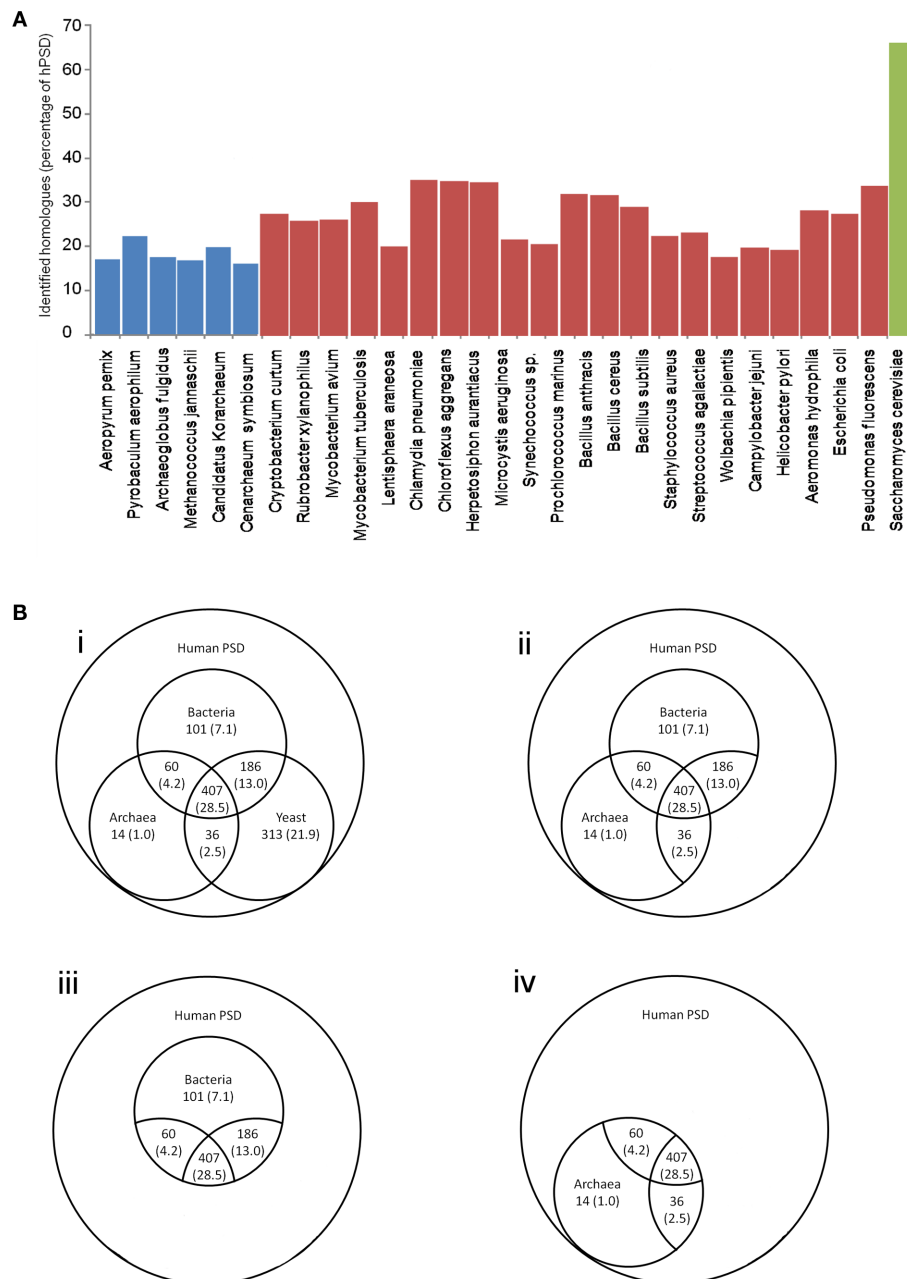 A
Identified homologues (percentage of hPSD)
70
60
50
40
30
20
10
0
Aeropyrum pernix
Pyrobaculum aerophilum
Archaeoglobus fulgidus
Methanococcus jannaschii
Candidatus Korarchaeum
Cenarchaeum symbiosum
Cryptobacterium curtum
Rubrobacter xylanophilus
Mycobacterium avium
Mycobacterium tuberculosis
Lentisphaera araneosa
Chlamydia pneumoniae
Chloroflexus aggregans
Herpetosiphon aurantiacus
Microcystis aeruginosa
Synechococcus sp.
Prochlorococcus marinus
Bacillus anthracis
Bacillus cereus
Bacillus subtilis
Staphylococcus aureus
Streptococcus agalactiae
Wolbachia pipientis
Campylobacter jejuni
Helicobacter pylori
Aeromonas hydrophila
Escherichia coli
Pseudomonas fluorescens
Saccharomyces cerevisiae
B
i
Human PSD
Bacteria
101 (7.1)
60
(4.2)
186
(13.0)
407
(28.5)
Archaea
14 (1.0)
Yeast
313 (21.9)
36
(2.5)
ii
Human PSD
Bacteria
101 (7.1)
60
(4.2)
186
(13.0)
407
(28.5)
Archaea
14 (1.0)
36
(2.5)
iii
Human PSD
Bacteria
101 (7.1)
60
(4.2)
186
(13.0)
407
(28.5)
iv
Human PSD
60
(4.2)
407
(28.5)
Archaea
14 (1.0)
36
(2.5)